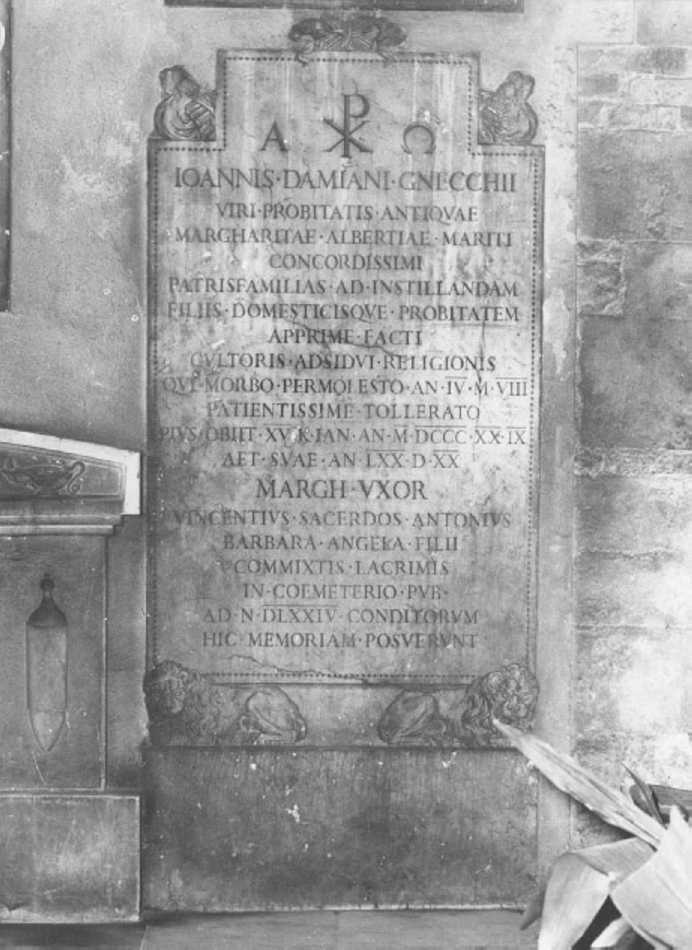 Α ☧ Ω
IOANNIS·DAMIANI·GNECCHII
VIRI·PROBITATIS·ANTIQVAE
MARGHARITAE·ALBERTIAE·MARITI
CONCORDISSIMI
PATRISFAMILIAS·AD·INSTILLANDAM
FILIIS·DOMESTICISQVE·PROBITATEM
APPRIME·FACTI
CVLTORIS·ADSIDVI·RELIGIONIS
QVI·MORBO·PERMOLESTO·AN·IV·M·VIII
PATIENTISSIME·TOLLERATO
PIVS·OBIIT·XV·K·IAN·AN·M·DCCC·XX·IX
AET·SVAE·AN·LXX·D·XX
MARGH·VXOR
VINCENTIVS·SACERDOS·ANTONIVS
BARBARA·ANGELA·FILII
COMMIXTIS·LACRIMIS
IN·COEMETERIO·PVB·
AD·N·DLXXIV·CONDITORVM
HIC·MEMORIAM·POSVERVNT